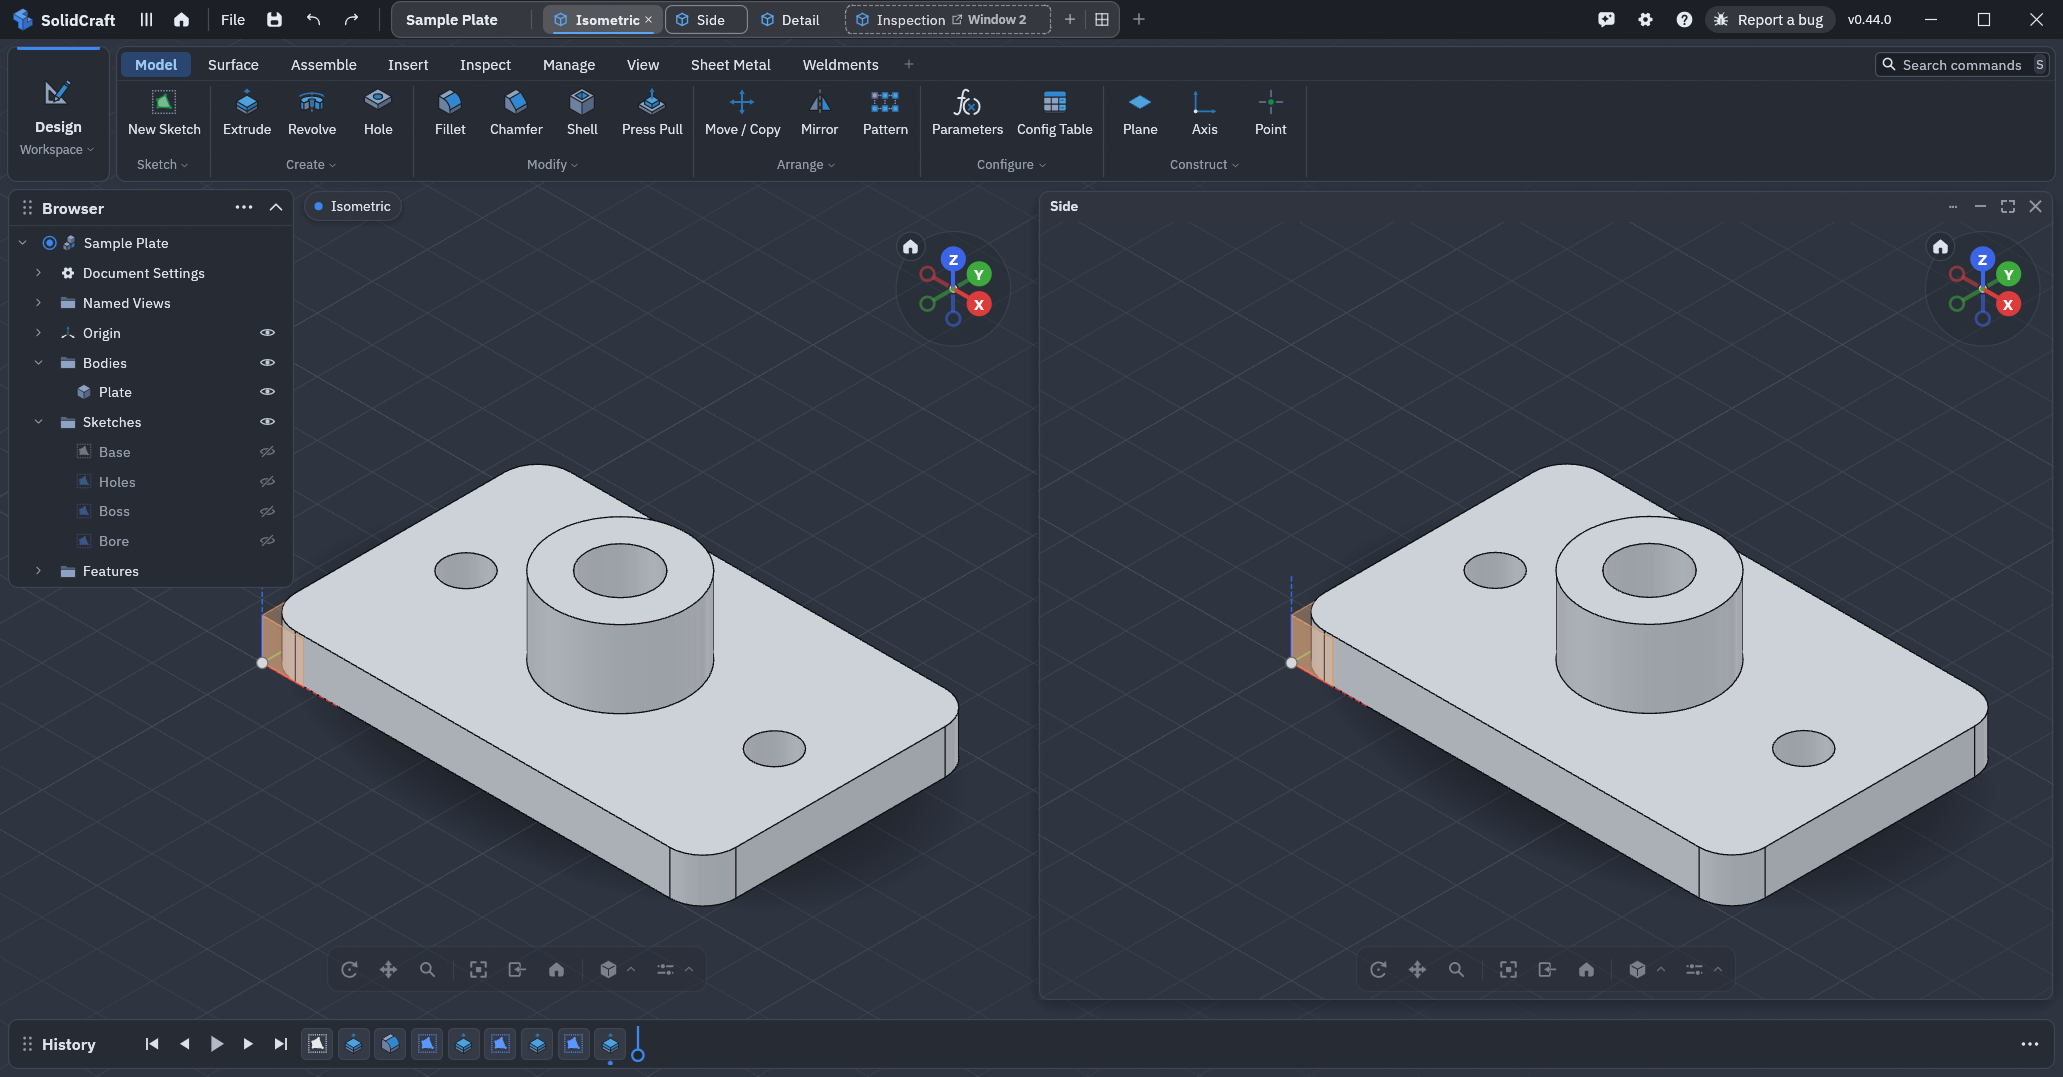 SolidCraft File Sample Plate Isometric × Side Detail Inspection Window 2 Report a bug v0.44.0
Model Surface Assemble Insert Inspect Manage View Sheet Metal Weldments Search commands S
Design
Workspace
New Sketch Extrude Revolve Hole Fillet Chamfer Shell Press Pull Move / Copy Mirror Pattern Parameters Config Table Plane Axis Point
Sketch Create Modify Arrange Configure Construct
Browser
Sample Plate
Document Settings
Named Views
Origin
Bodies
Plate
Sketches
Base
Holes
Boss
Bore
Features
Isometric
Z
Y
X
Side
Z
Y
X
History